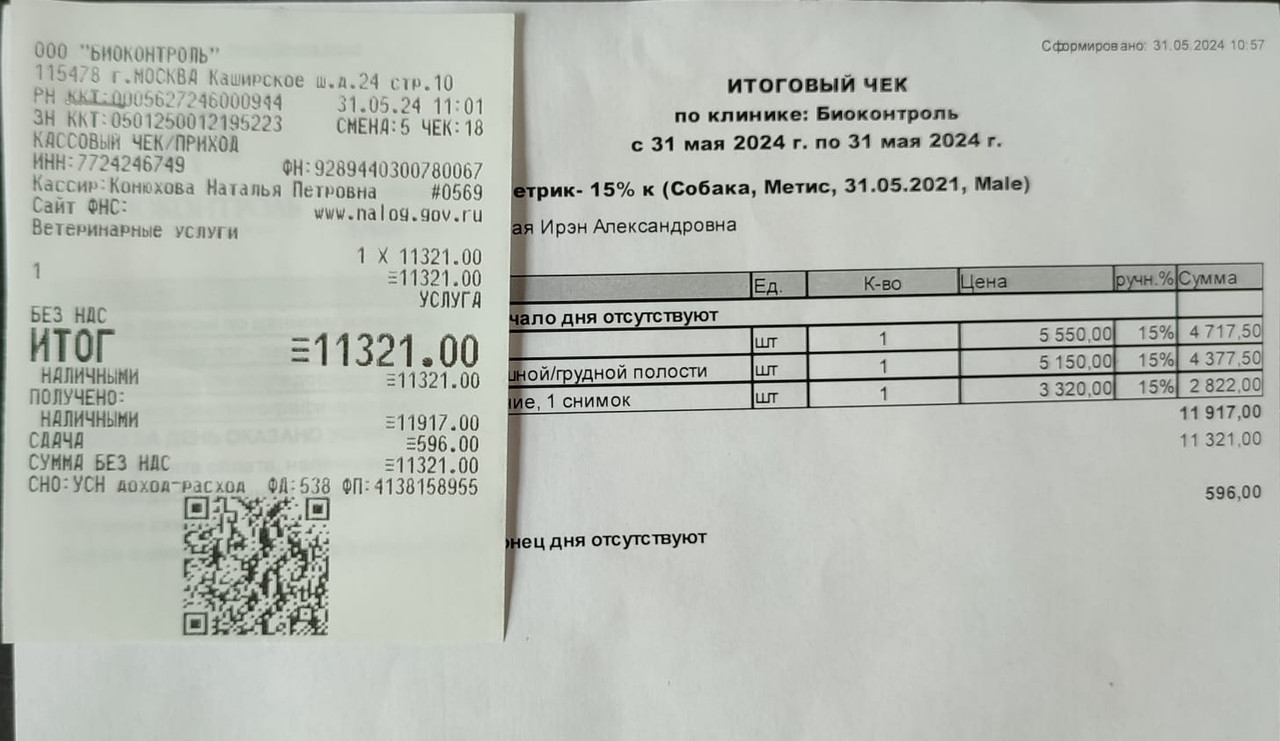 ООО "БИОКОНТРОЛЬ"
115478 г.МОСКВА Каширское ш.д.24 стр.10
РН ККТ:0005627246000944 31.05.24 11:01
ЗН ККТ:0501250012195223 СМЕНА:5 ЧЕК:18
КАССОВЫЙ ЧЕК/ПРИХОД
ИНН:7724246749 ФН:9289440300780067
Кассир:Конюхова Наталья Петровна #0569
Сайт ФНС: www.nalog.gov.ru
Ветеринарные услуги
1 X 11321.00
1 ≡11321.00
УСЛУГА
БЕЗ НДС
ИТОГ ≡11321.00
НАЛИЧНЫМИ ≡11321.00
ПОЛУЧЕНО:
НАЛИЧНЫМИ ≡11917.00
СДАЧА ≡596.00
СУММА БЕЗ НДС ≡11321.00
СНО:УСН доход-расход ФД:538 ФП:4138158955
Сформировано: 31.05.2024 10:57
ИТОГОВЫЙ ЧЕК
по клинике: Биоконтроль
с 31 мая 2024 г. по 31 мая 2024 г.
етрик- 15% к (Собака, Метис, 31.05.2021, Male)
ая Ирэн Александровна
Ед. К-во Цена ручн.% Сумма
чало дня отсутствуют
шт 1 5 550,00 15% 4 717,50
шной/грудной полости шт 1 5 150,00 15% 4 377,50
ние, 1 снимок шт 1 3 320,00 15% 2 822,00
11 917,00
11 321,00
596,00
онец дня отсутствуют